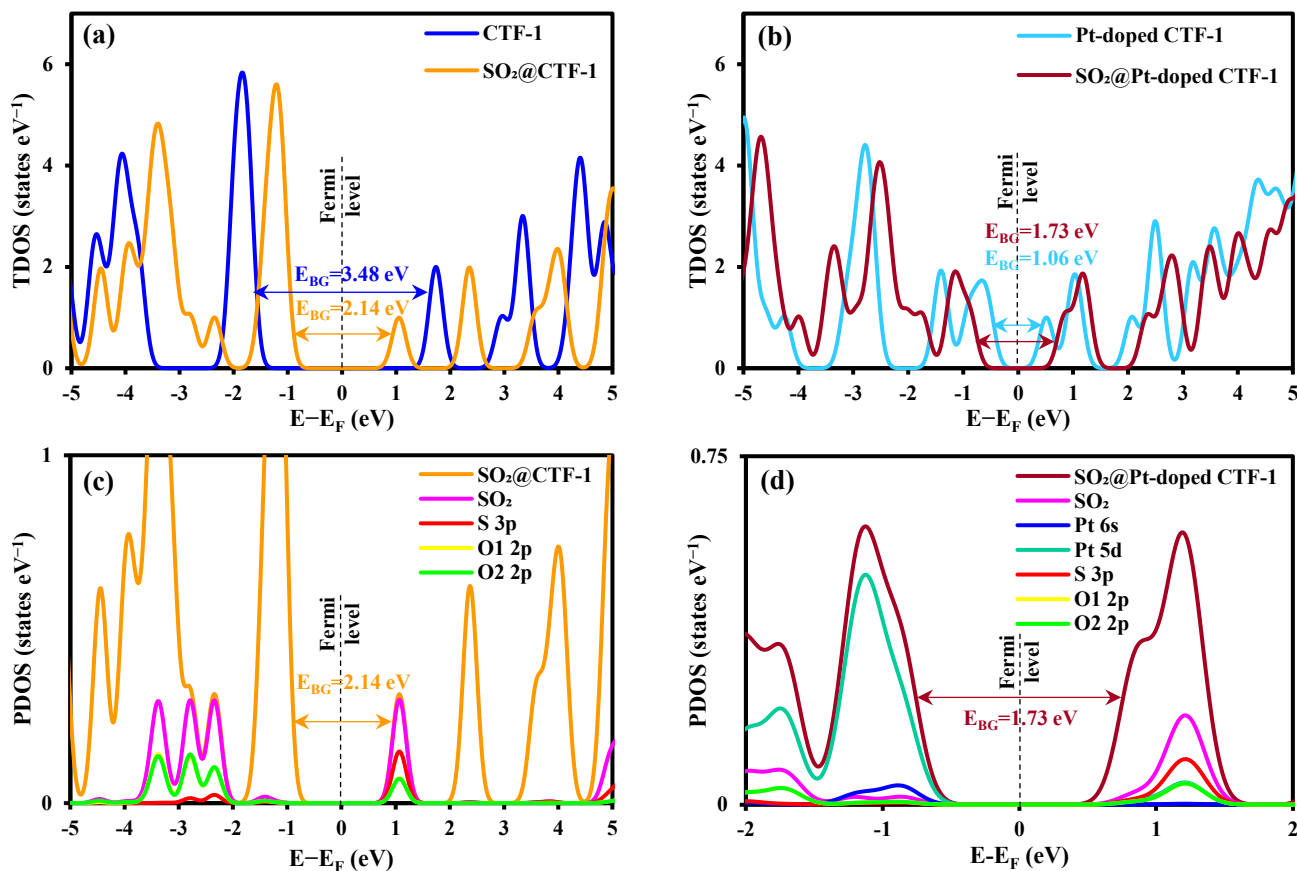 (a)
CTF-1
SO₂@CTF-1
TDOS (states eV⁻¹)
6
4
2
0
Fermi
level
E_BG=3.48 eV
E_BG=2.14 eV
-5 -4 -3 -2 -1 0 1 2 3 4 5
E−E_F (eV)
(b)
Pt-doped CTF-1
SO₂@Pt-doped CTF-1
TDOS (states eV⁻¹)
6
4
2
0
Fermi
level
E_BG=1.73 eV
E_BG=1.06 eV
-5 -4 -3 -2 -1 0 1 2 3 4 5
E−E_F (eV)
(c)
SO₂@CTF-1
SO₂
S 3p
O1 2p
O2 2p
PDOS (states eV⁻¹)
1
0
Fermi
level
E_BG=2.14 eV
-5 -4 -3 -2 -1 0 1 2 3 4 5
E−E_F (eV)
(d)
SO₂@Pt-doped CTF-1
SO₂
Pt 6s
Pt 5d
S 3p
O1 2p
O2 2p
PDOS (states eV⁻¹)
0.75
0
Fermi
level
E_BG=1.73 eV
-2 -1 0 1 2
E-E_F (eV)